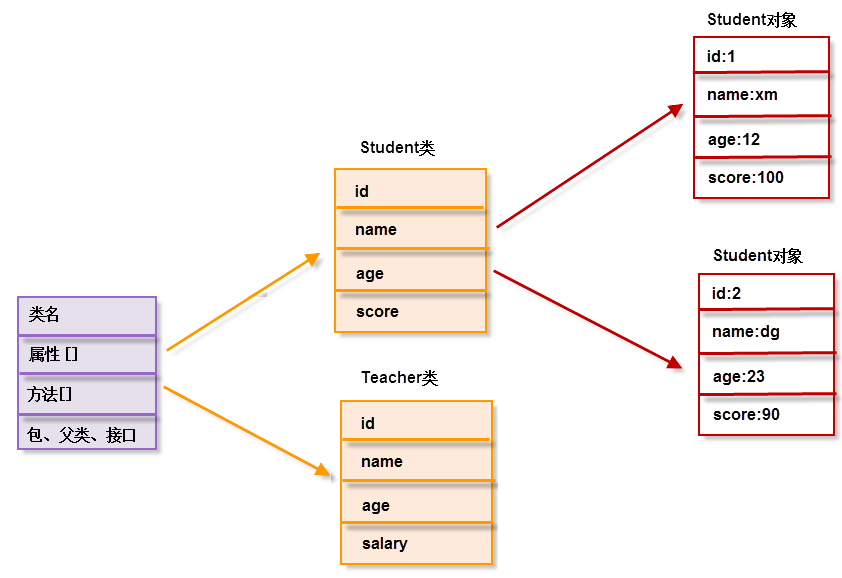 类名
属性 []
方法[]
包、父类、接口
Student类
id
name
age
score
Teacher类
id
name
age
salary
Student对象
id:1
name:xm
age:12
score:100
Student对象
id:2
name:dg
age:23
score:90